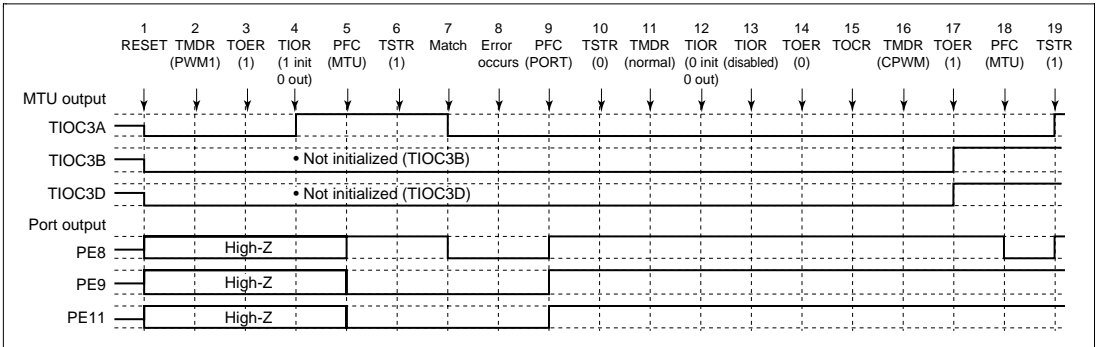 1 2 3 4 5 6 7 8 9 10 11 12 13 14 15 16 17 18 19
RESET TMDR TOER TIOR PFC TSTR Match Error PFC TSTR TMDR TIOR TIOR TOER TOCR TMDR TOER PFC TSTR
(PWM1) (1) (1 init (MTU) (1) occurs (PORT) (0) (normal) (0 init (disabled) (0) (CPWM) (1) (MTU) (1)
0 out) 0 out)
MTU output
TIOC3A
TIOC3B • Not initialized (TIOC3B)
TIOC3D • Not initialized (TIOC3D)
Port output
PE8 High-Z
PE9 High-Z
PE11 High-Z